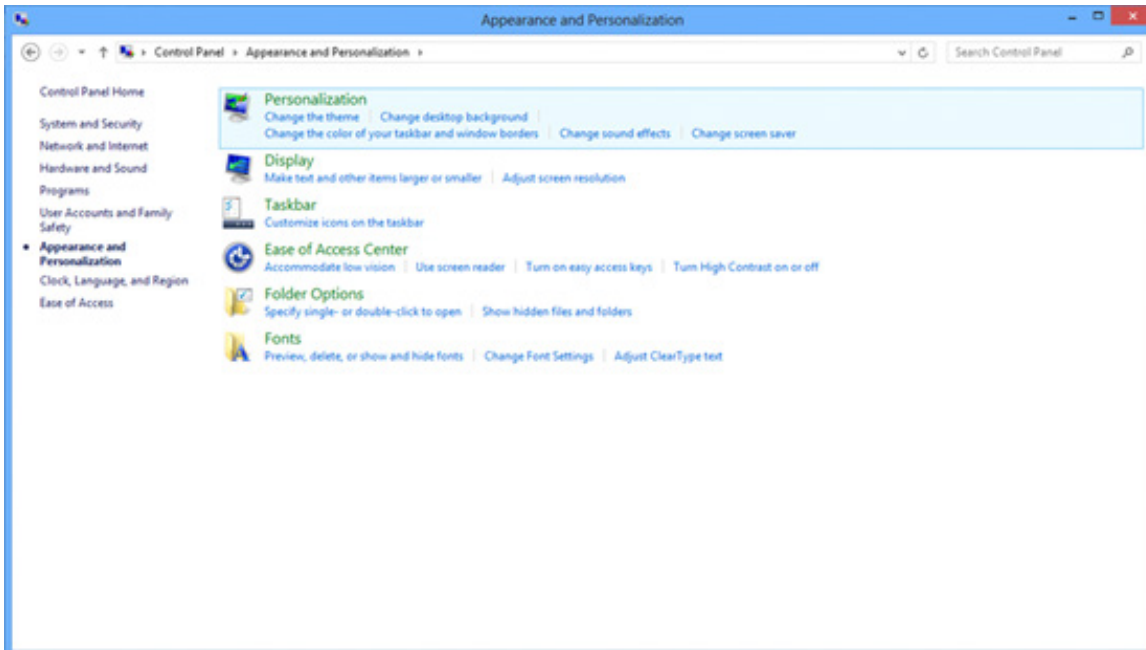 Appearance and Personalization
Control Panel Appearance and Personalization
Search Control Panel
Control Panel Home
System and Security
Network and Internet
Hardware and Sound
Programs
User Accounts and Family
Safety
Appearance and
Personalization
Clock, Language, and Region
Ease of Access
Personalization
Change the theme Change desktop background
Change the color of your taskbar and window borders Change sound effects Change screen saver
Display
Make text and other items larger or smaller Adjust screen resolution
Taskbar
Customize icons on the taskbar
Ease of Access Center
Accommodate low vision Use screen reader Turn on easy access keys Turn High Contrast on or off
Folder Options
Specify single- or double-click to open Show hidden files and folders
Fonts
Preview, delete, or show and hide fonts Change Font Settings Adjust ClearType text